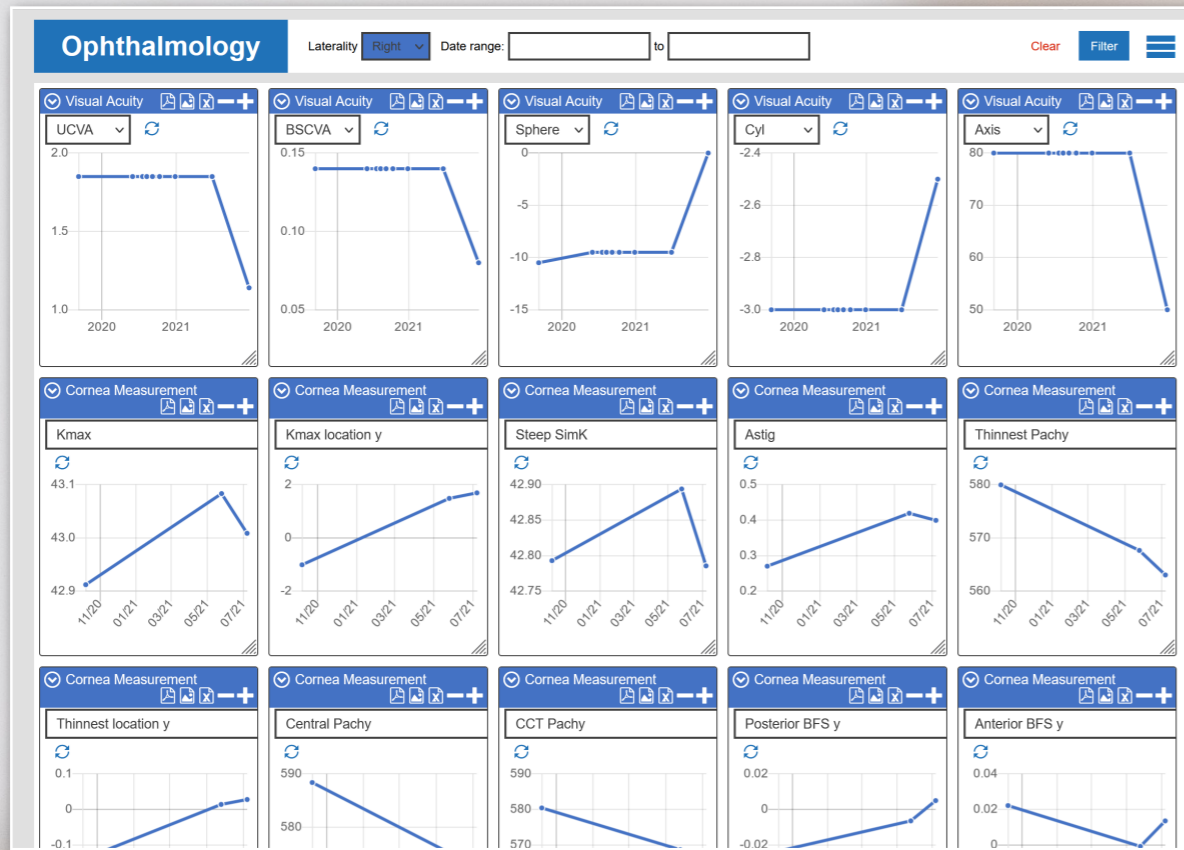 Ophthalmology Laterality Right Date range: to Clear Filter
Visual Acuity Visual Acuity Visual Acuity Visual Acuity Visual Acuity
UCVA BSCVA Sphere Cyl Axis
2.0 0.15 0 -2.4 80
-5 -2.6 70
1.5 0.10 -10 -2.8 60
1.0 0.05 -15 -3.0 50
2020 2021 2020 2021 2020 2021 2020 2021 2020 2021
Cornea Measurement Cornea Measurement Cornea Measurement Cornea Measurement Cornea Measurement
Kmax Kmax location y Steep SimK Astig Thinnest Pachy
43.1 2 42.90 0.5 580
42.85 0.4
43.0 0 570
42.80 0.3
42.9 -2 42.75 0.2 560
11/20 01/21 03/21 05/21 07/21 11/20 01/21 03/21 05/21 07/21 11/20 01/21 03/21 05/21 07/21 11/20 01/21 03/21 05/21 07/21 11/20 01/21 03/21 05/21 07/21
Cornea Measurement Cornea Measurement Cornea Measurement Cornea Measurement Cornea Measurement
Thinnest location y Central Pachy CCT Pachy Posterior BFS y Anterior BFS y
0.1 590 590 0.02 0.04
0 580 0 0.02
580
-0.1 570 -0.02 0